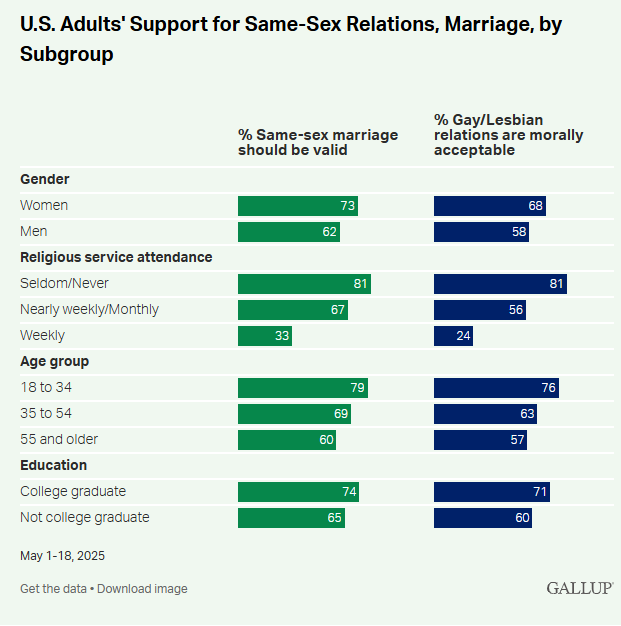 U.S. Adults' Support for Same-Sex Relations, Marriage, by
Subgroup
% Same-sex marriage
should be valid
% Gay/Lesbian
relations are morally
acceptable
Gender
Women 73 68
Men 62 58
Religious service attendance
Seldom/Never 81 81
Nearly weekly/Monthly 67 56
Weekly 33 24
Age group
18 to 34 79 76
35 to 54 69 63
55 and older 60 57
Education
College graduate 74 71
Not college graduate 65 60
May 1-18, 2025
Get the data • Download image
GALLUP